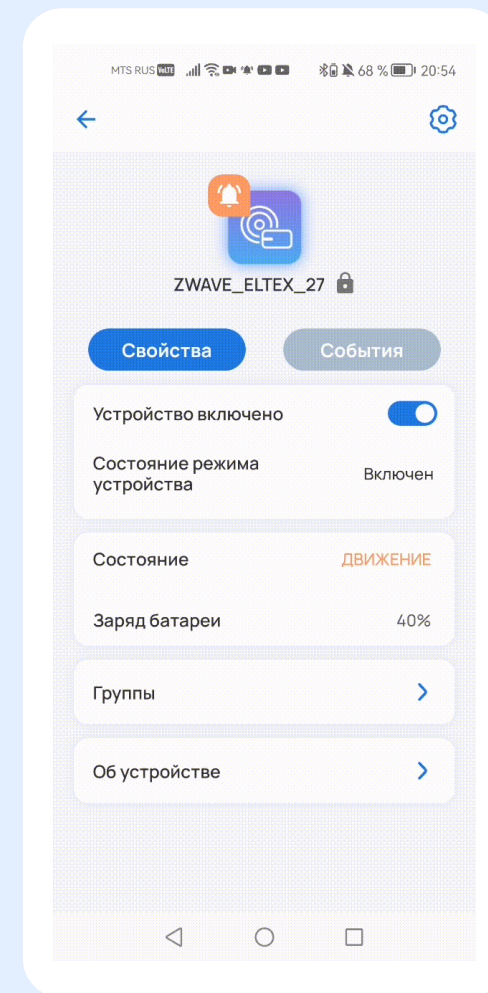 MTS RUS VoLTE 68 % 20:54
ZWAVE_ELTEX_27
Свойства События
Устройство включено
Состояние режима
устройства Включен
Состояние ДВИЖЕНИЕ
Заряд батареи 40%
Группы
Об устройстве